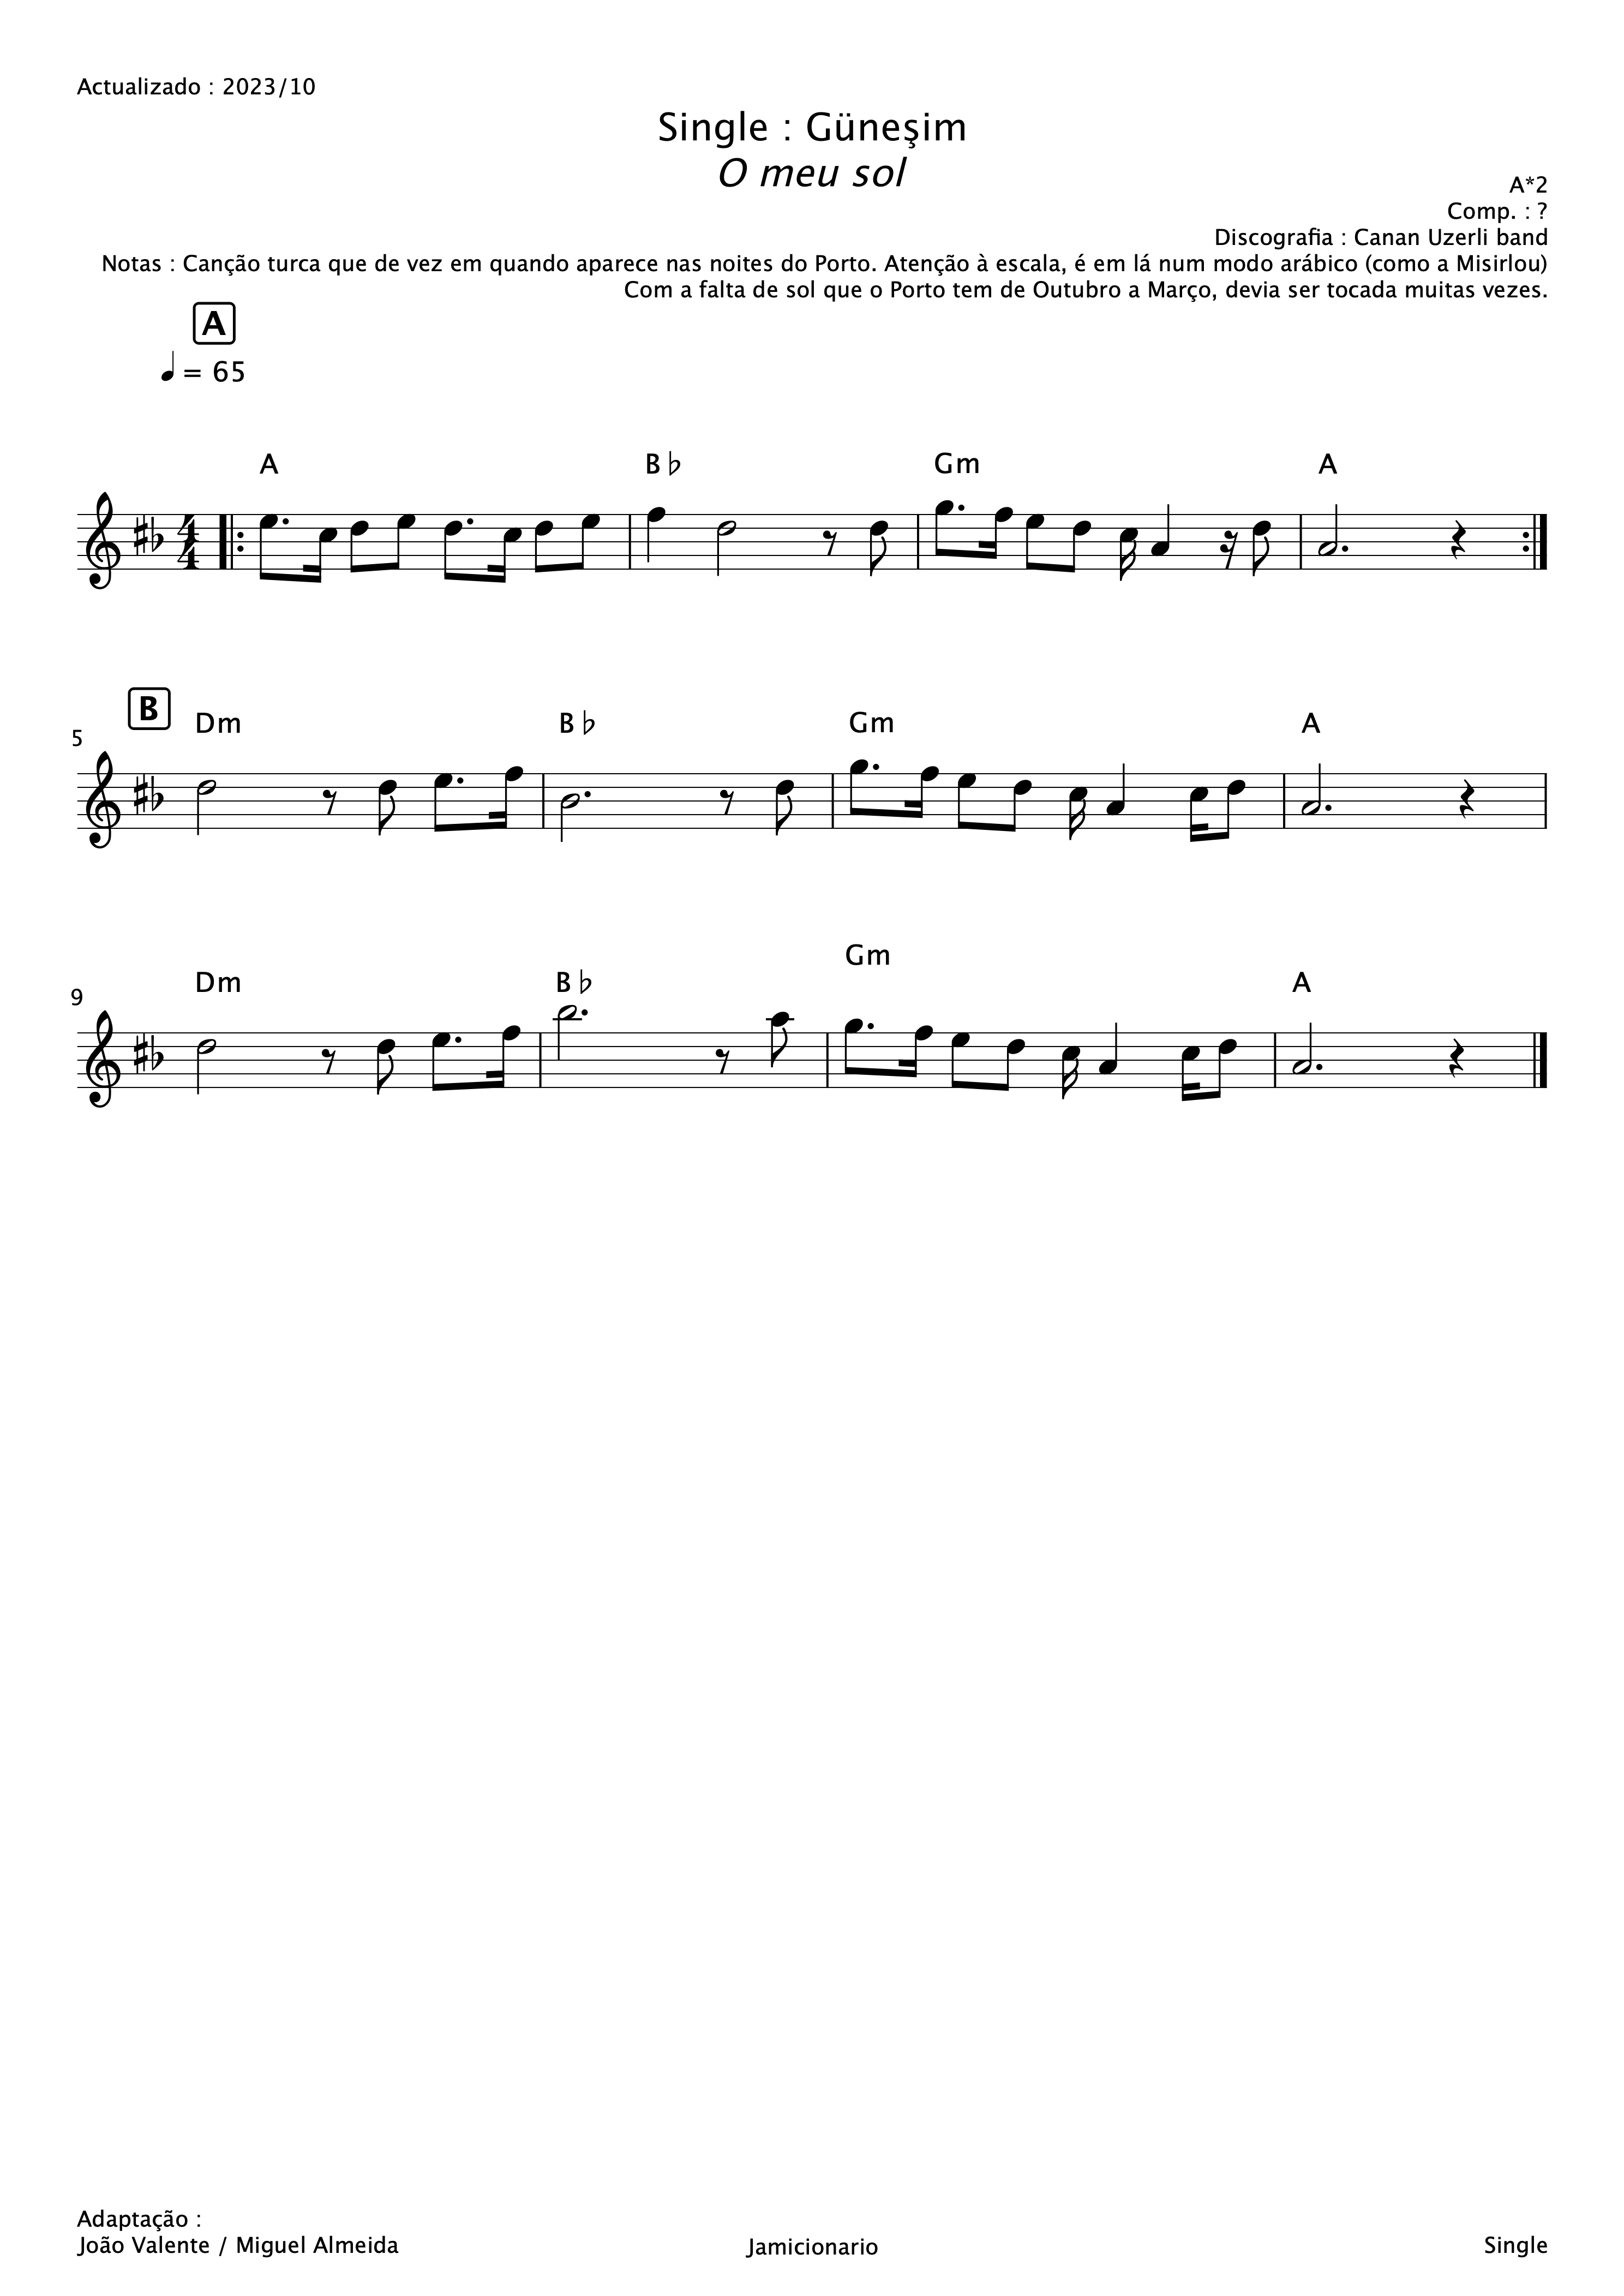 Actualizado : 2023/10
Single : Güneşim
O meu sol
A*2
Comp. : ?
Discografia : Canan Uzerli band
Notas : Canção turca que de vez em quando aparece nas noites do Porto. Atenção à escala, é em lá num modo arábico (como a Misirlou)
Com a falta de sol que o Porto tem de Outubro a Março, devia ser tocada muitas vezes.
A
♩ = 65
A B♭ Gm A
4
4
B
Dm B♭ Gm A
5
Gm
Dm B♭ A
9
Adaptação :
João Valente / Miguel Almeida Jamicionario Single